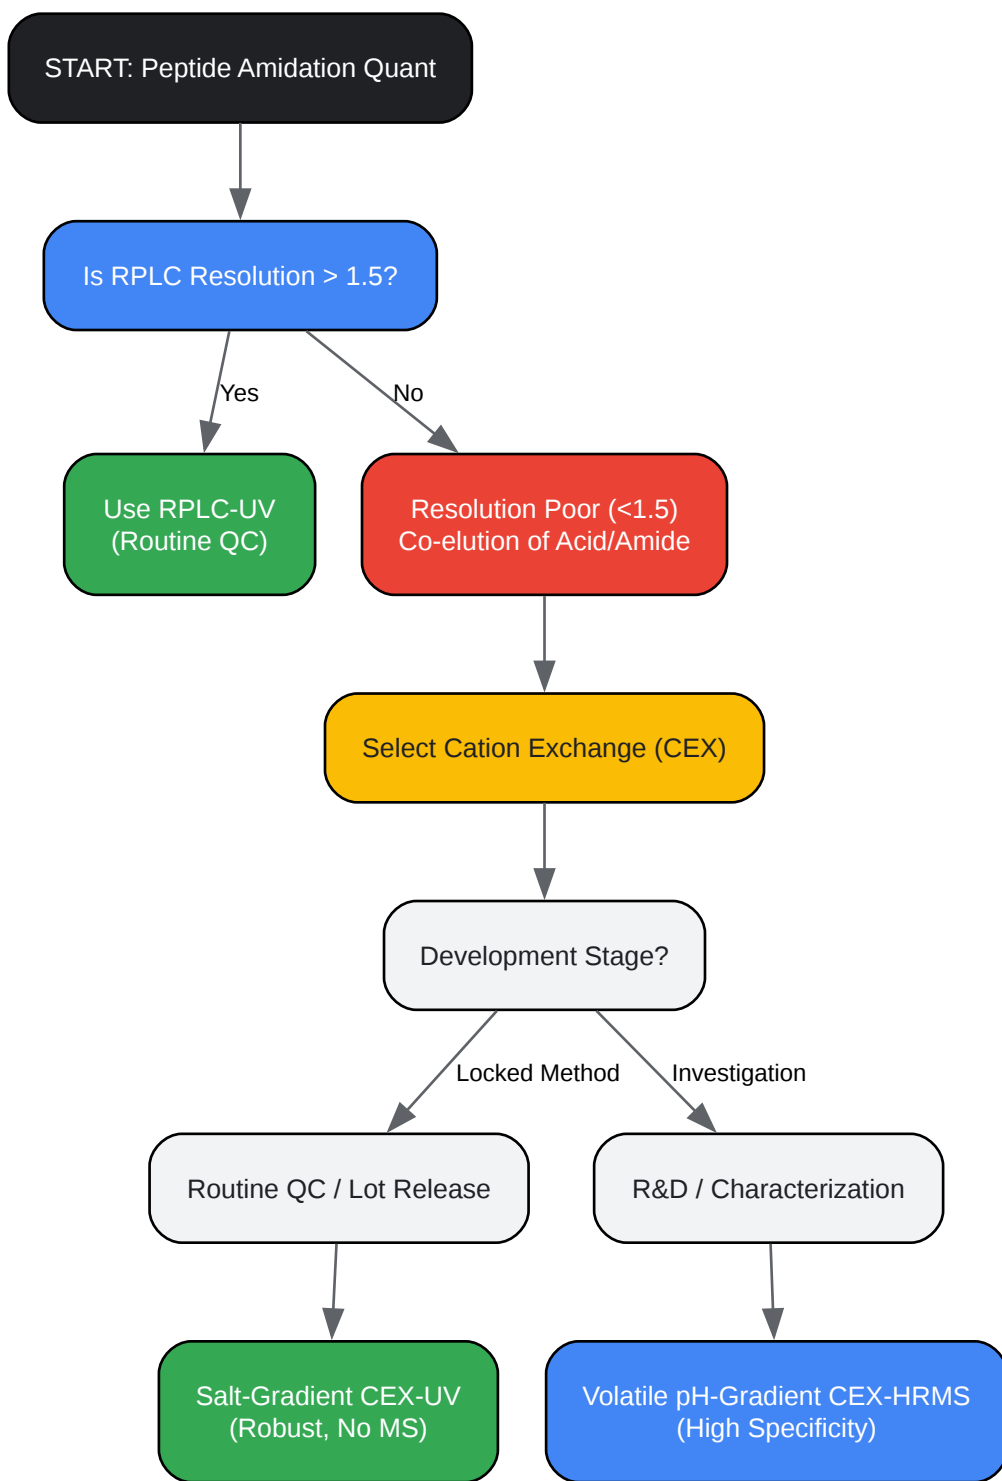 START: Peptide Amidation Quant
Is RPLC Resolution > 1.5?
Yes
No
Use RPLC-UV
(Routine QC)
Resolution Poor (<1.5)
Co-elution of Acid/Amide
Select Cation Exchange (CEX)
Development Stage?
Locked Method
Investigation
Routine QC / Lot Release
R&D / Characterization
Salt-Gradient CEX-UV
(Robust, No MS)
Volatile pH-Gradient CEX-HRMS
(High Specificity)